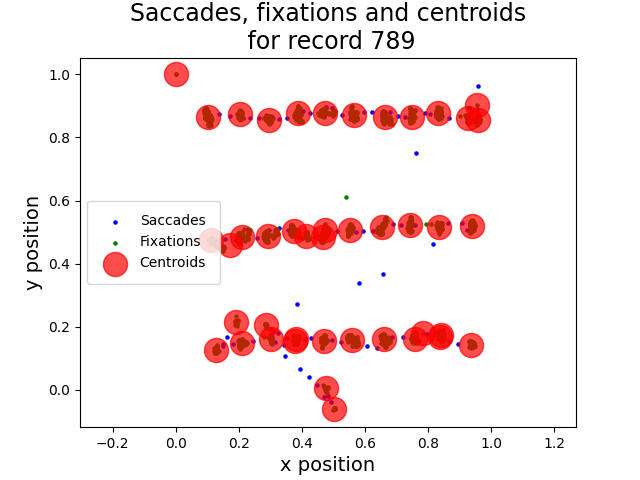 Saccades, fixations and centroids
for record 789
1.0
0.8
0.6
0.4
0.2
0.0
y position
Saccades
Fixations
Centroids
−0.2
0.0
0.2
0.4
0.6
0.8
1.0
1.2
x position